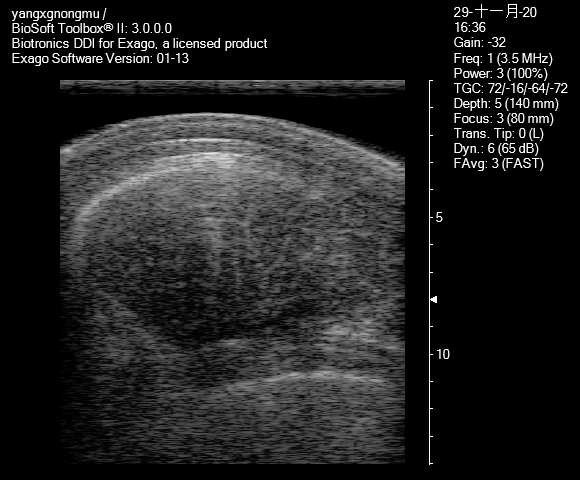 yangxgnongmu /
BioSoft Toolbox® II: 3.0.0.0
Biotronics DDI for Exago, a licensed product
Exago Software Version: 01-13
29-十一月-20
16:36
Gain: -32
Freq: 1 (3.5 MHz)
Power: 3 (100%)
TGC: 72/-16/-64/-72
Depth: 5 (140 mm)
Focus: 3 (80 mm)
Trans. Tip: 0 (L)
Dyn.: 6 (65 dB)
FAvg: 3 (FAST)
5
10